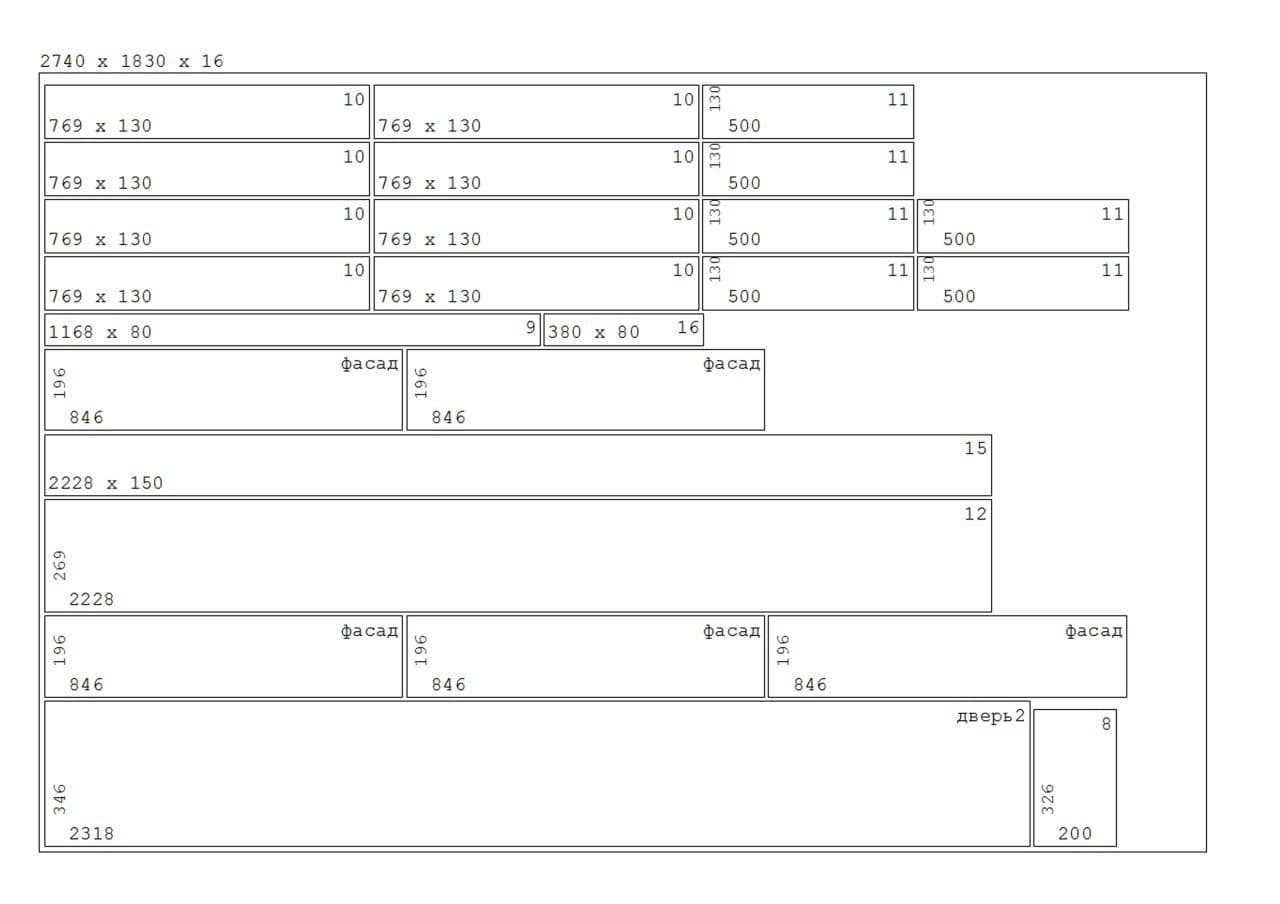 2740 x 1830 x 16
10 10 130 11
769 x 130 769 x 130 500
10 10 130 11
769 x 130 769 x 130 500
10 10 130 11 130 11
769 x 130 769 x 130 500 500
10 10 130 11 130 11
769 x 130 769 x 130 500 500
1168 x 80 9 380 x 80 16
фасад фасад
196 196
846 846
15
2228 x 150
12
269
2228
фасад фасад фасад
196 196 196
846 846 846
дверь2 8
346 326
2318 200